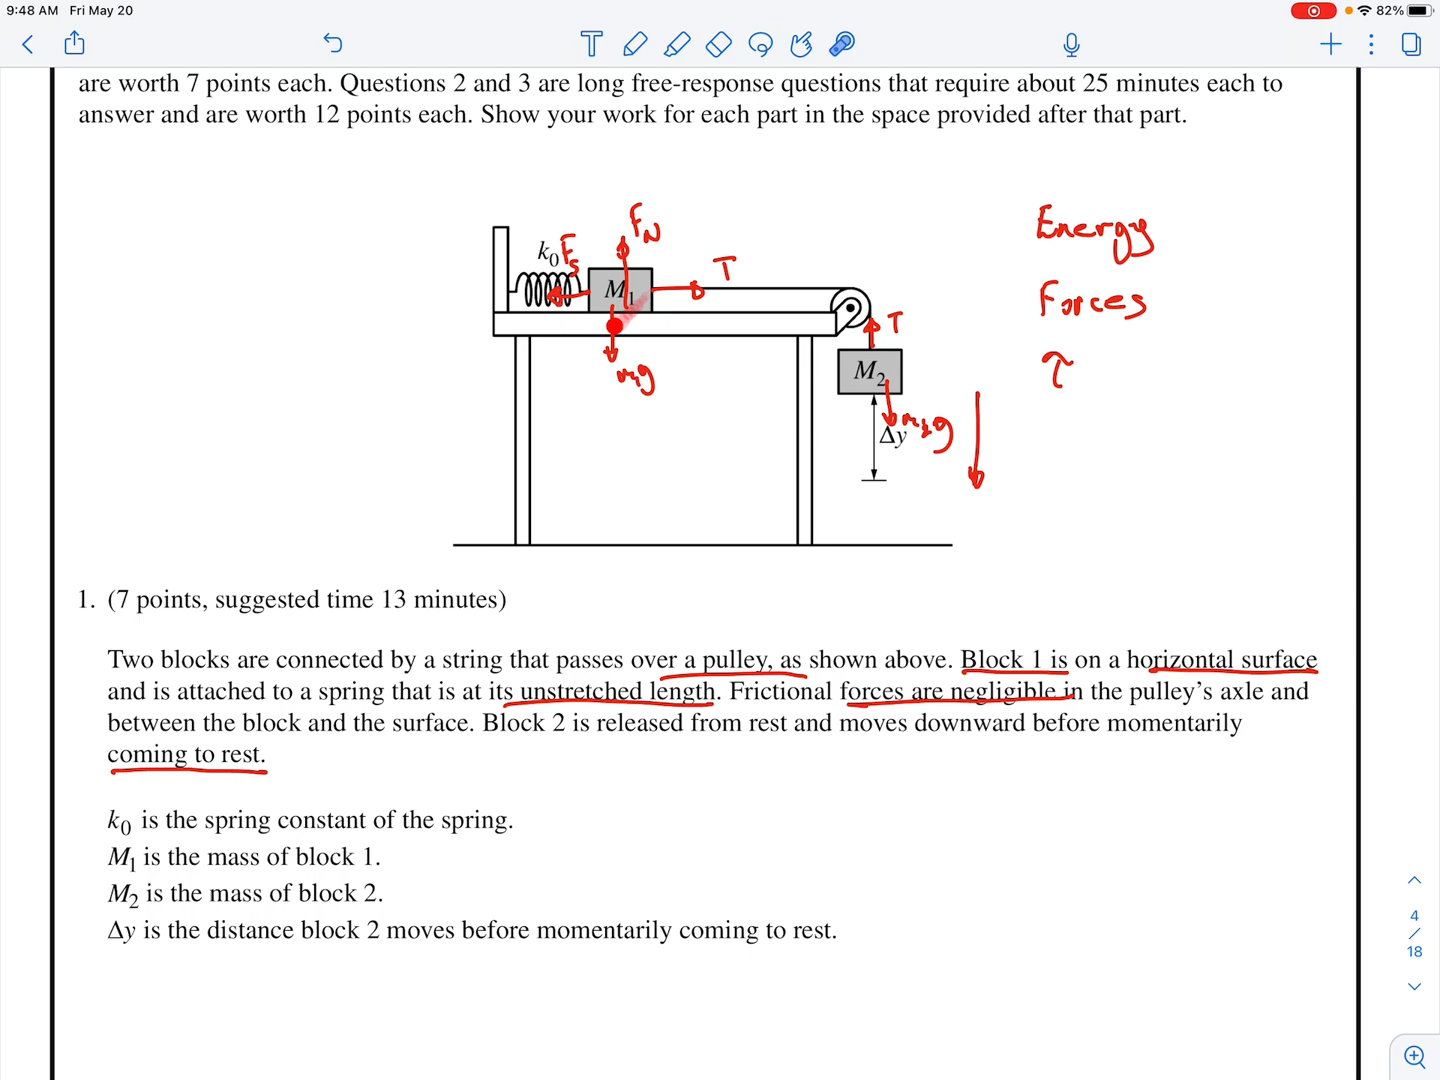 9:48 AM Fri May 20
82%
are worth 7 points each. Questions 2 and 3 are long free-response questions that require about 25 minutes each to
answer and are worth 12 points each. Show your work for each part in the space provided after that part.
Energy
Forces
τ
F_N
k₀
F_s
M₁
T
m₁g
T
M₂
m₂g
Δy
1. (7 points, suggested time 13 minutes)
Two blocks are connected by a string that passes over a pulley, as shown above. Block 1 is on a horizontal surface
and is attached to a spring that is at its unstretched length. Frictional forces are negligible in the pulley's axle and
between the block and the surface. Block 2 is released from rest and moves downward before momentarily
coming to rest.
k₀ is the spring constant of the spring.
M₁ is the mass of block 1.
M₂ is the mass of block 2.
Δy is the distance block 2 moves before momentarily coming to rest.
4
/
18